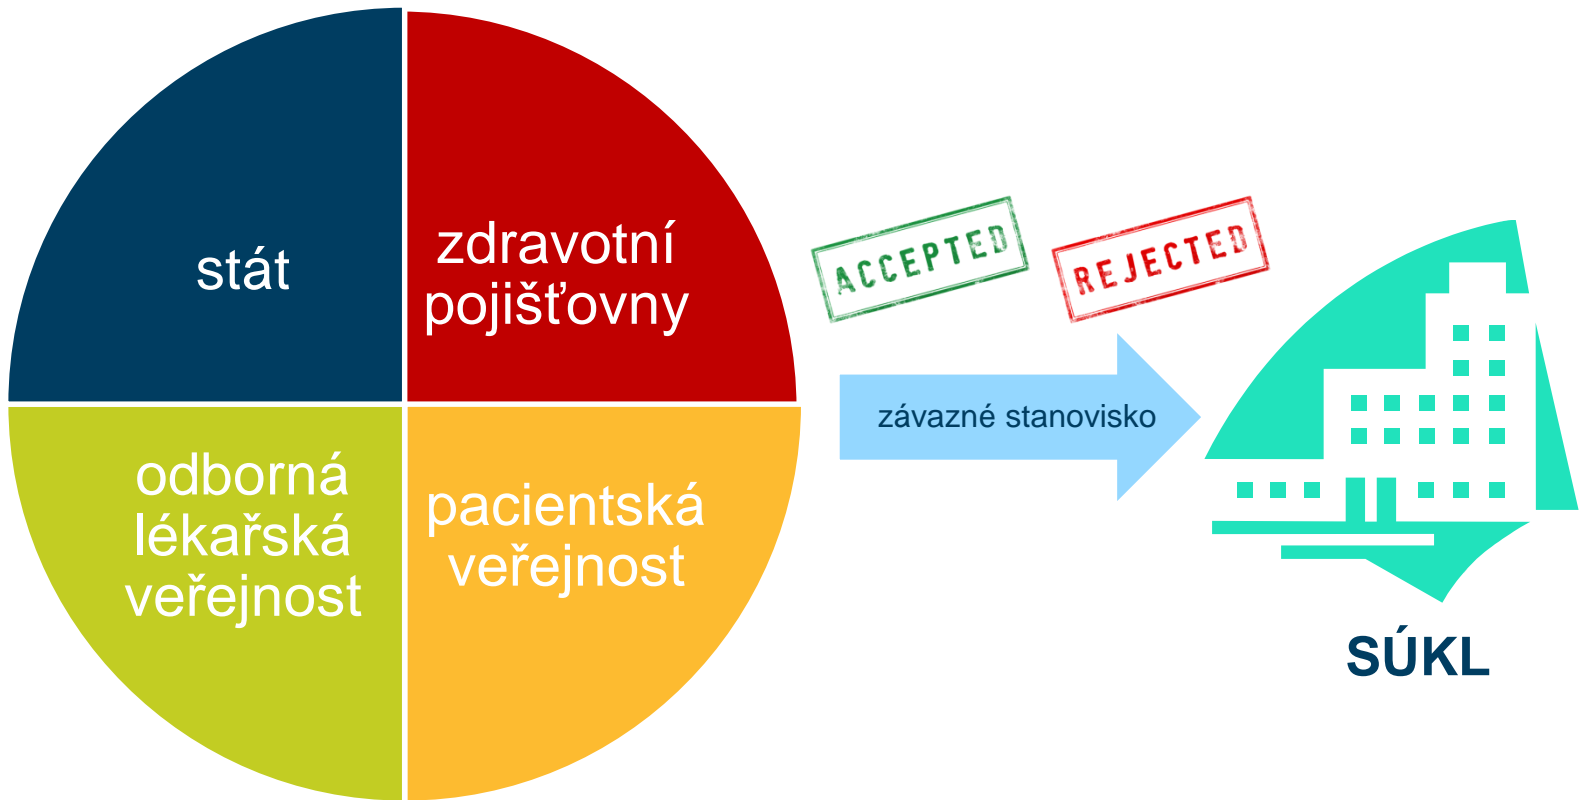 stát
zdravotní
pojišťovny
odborná
lékařská
veřejnost
pacientská
veřejnost
ACCEPTED
REJECTED
závazné stanovisko
SÚKL